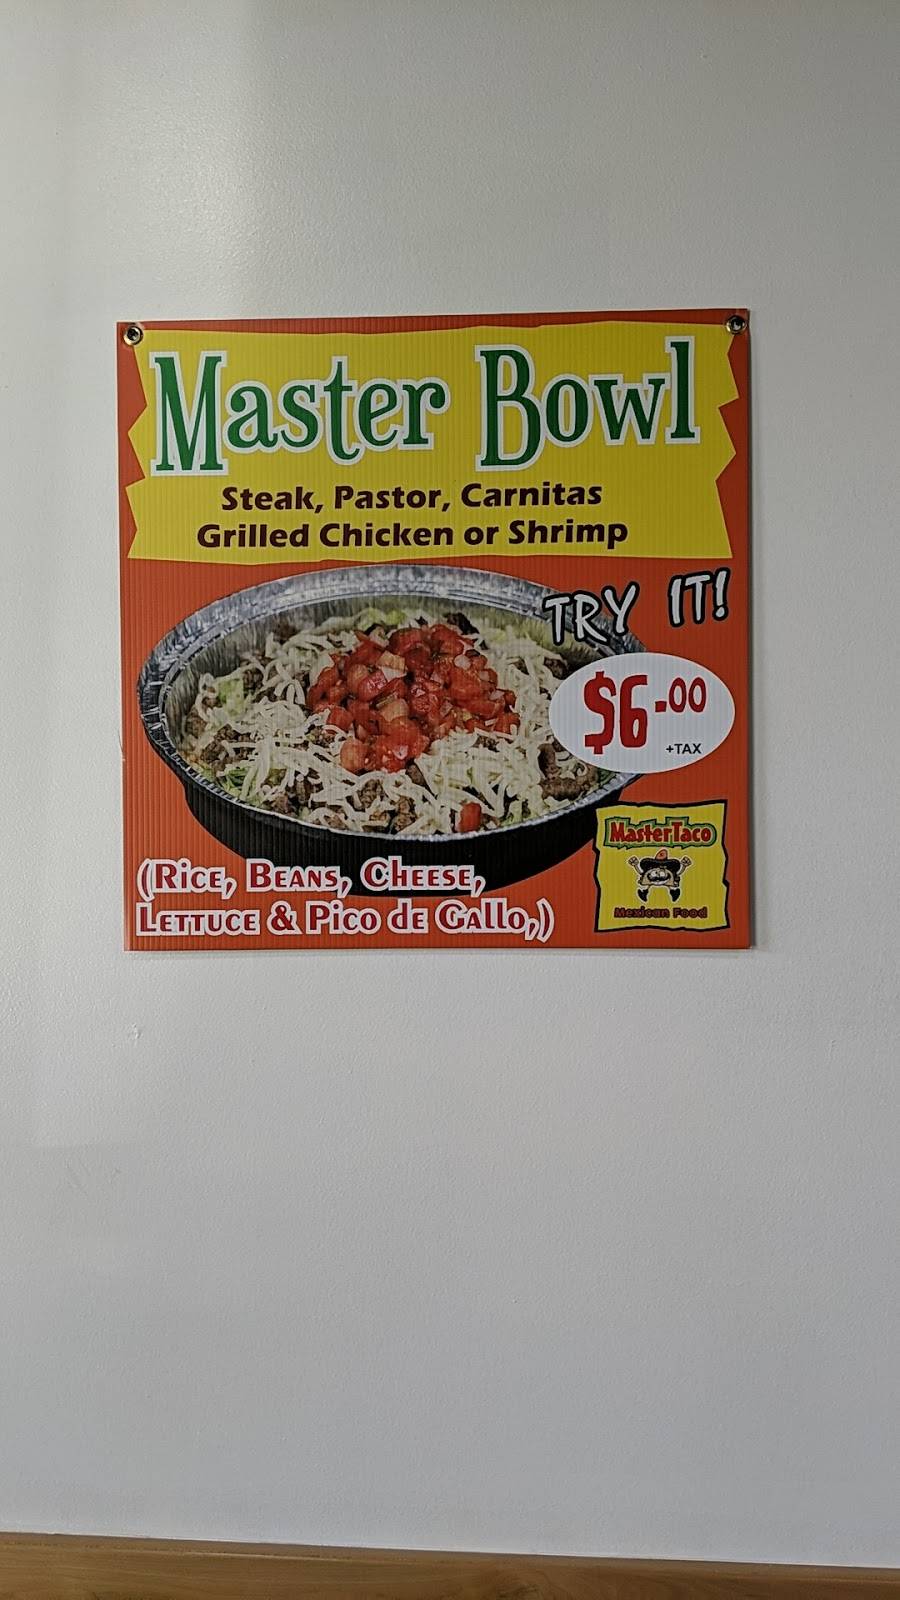 Master Bowl
Steak, Pastor, Carnitas
Grilled Chicken or Shrimp
TRY IT!
$6.00
+TAX
MasterTaco
Mexican Food
(Rice, Beans, Cheese,
Lettuce & Pico de Gallo,)